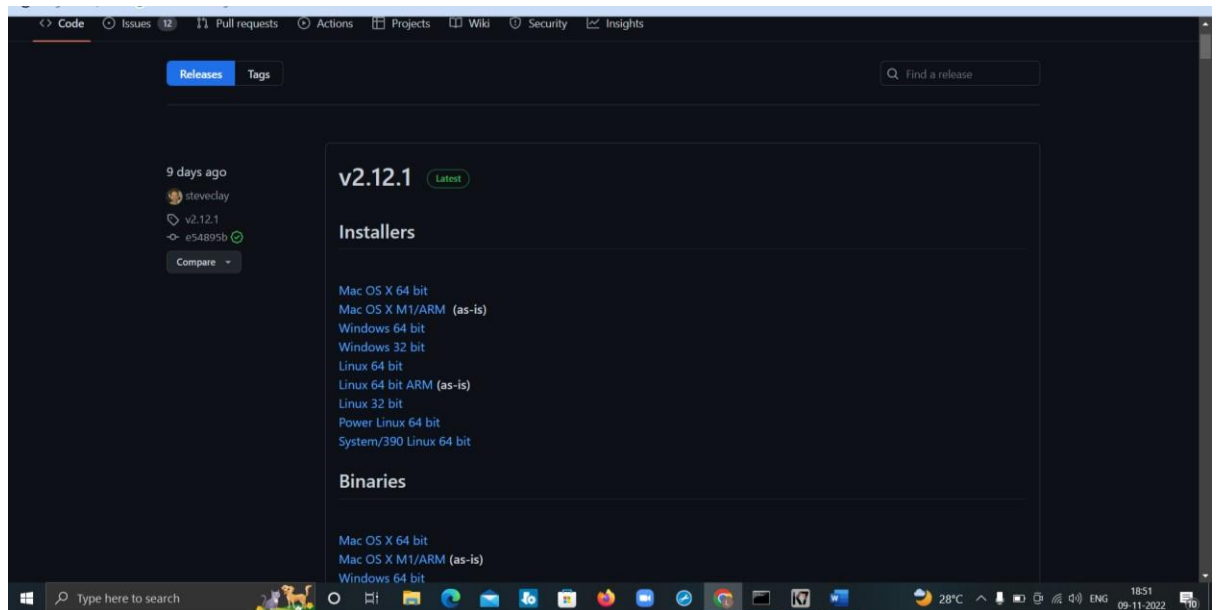 Code Issues 12 Pull requests Actions Projects Wiki Security Insights
Releases Tags Find a release
9 days ago
steveclay
v2.12.1
e54895b
Compare
v2.12.1 Latest
Installers
Mac OS X 64 bit
Mac OS X M1/ARM (as-is)
Windows 64 bit
Windows 32 bit
Linux 64 bit
Linux 64 bit ARM (as-is)
Linux 32 bit
Power Linux 64 bit
System/390 Linux 64 bit
Binaries
Mac OS X 64 bit
Mac OS X M1/ARM (as-is)
Windows 64 bit
Type here to search
28°C ENG
18:51
09-11-2022
10